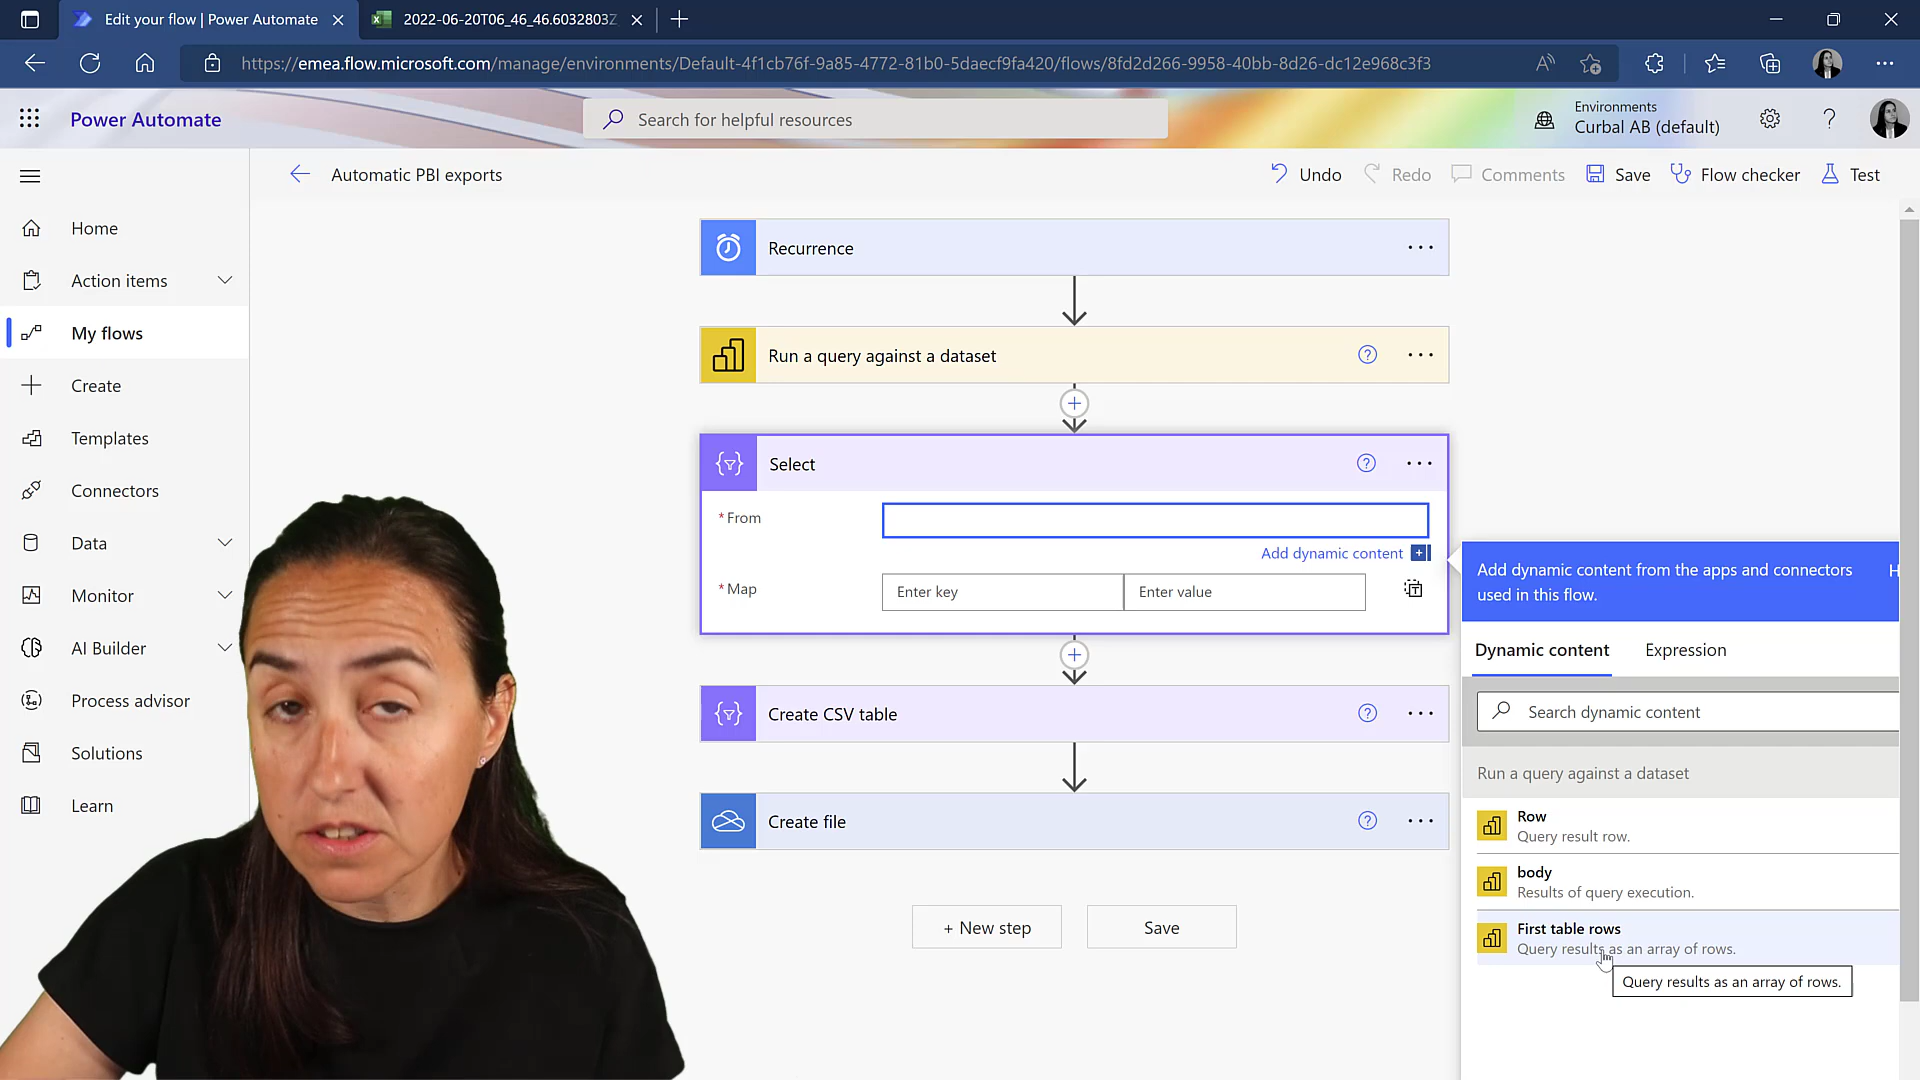 Edit your flow | Power Automate
2022-06-20T06_46_46.6032803Z
https://emea.flow.microsoft.com/manage/environments/Default-4f1cb76f-9a85-4772-81b0-5daecf9fa420/flows/8fd2d266-9958-40bb-8d26-dc12e968c3f3
Power Automate
Search for helpful resources
Environments
Curbal AB (default)
Automatic PBI exports
Undo
Redo
Comments
Save
Flow checker
Test
Home
Action items
My flows
Create
Templates
Connectors
Data
Monitor
AI Builder
Process advisor
Solutions
Learn
Recurrence
Run a query against a dataset
Select
* From
Add dynamic content
* Map
Enter key
Enter value
Create CSV table
Create file
+ New step
Save
Add dynamic content from the apps and connectors
used in this flow.
H
Dynamic content
Expression
Search dynamic content
Run a query against a dataset
Row
Query result row.
body
Results of query execution.
First table rows
Query results as an array of rows.
Query results as an array of rows.